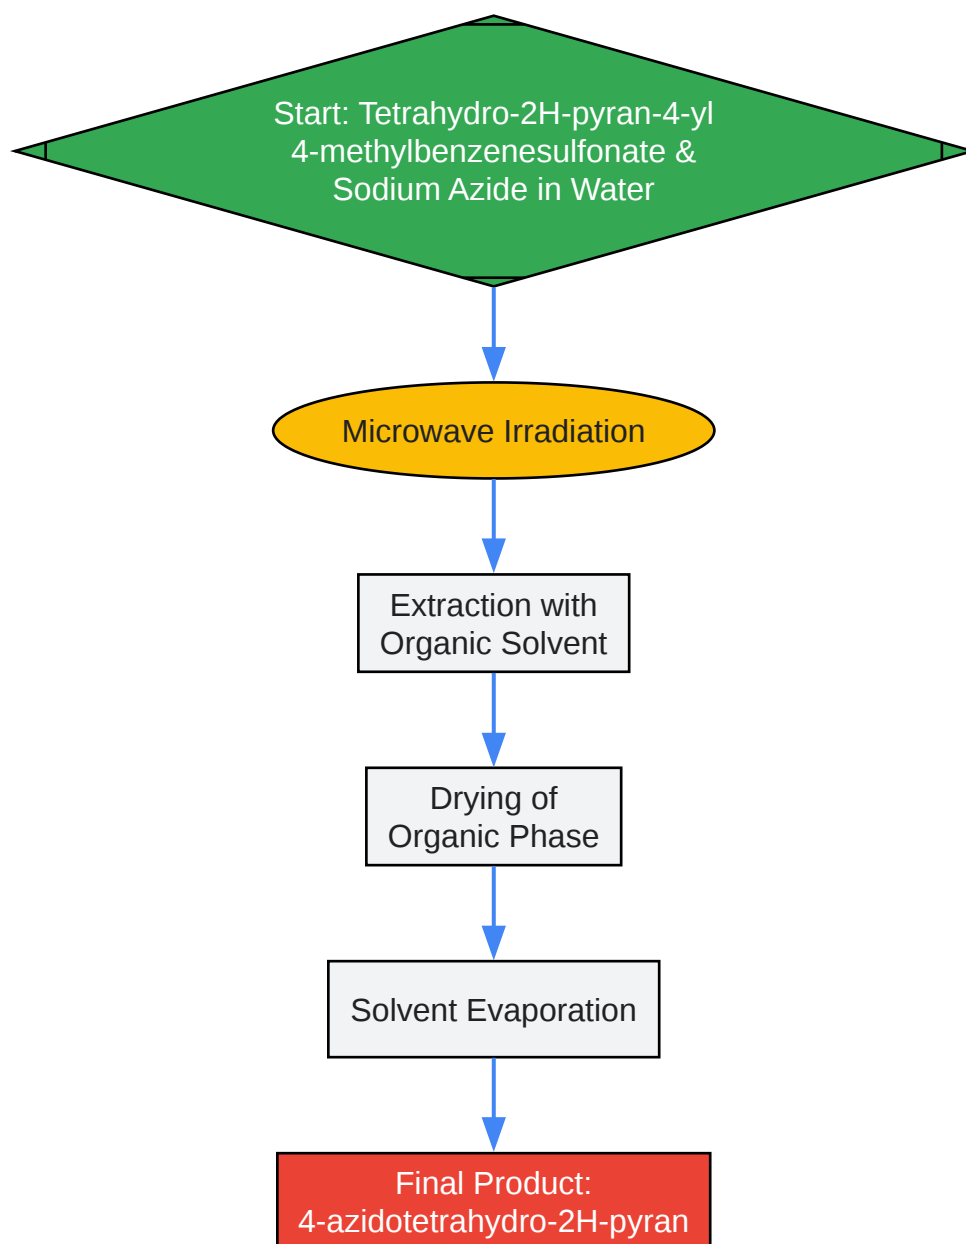 Start: Tetrahydro-2H-pyran-4-yl
4-methylbenzenesulfonate &
Sodium Azide in Water
Microwave Irradiation
Extraction with
Organic Solvent
Drying of
Organic Phase
Solvent Evaporation
Final Product:
4-azidotetrahydro-2H-pyran